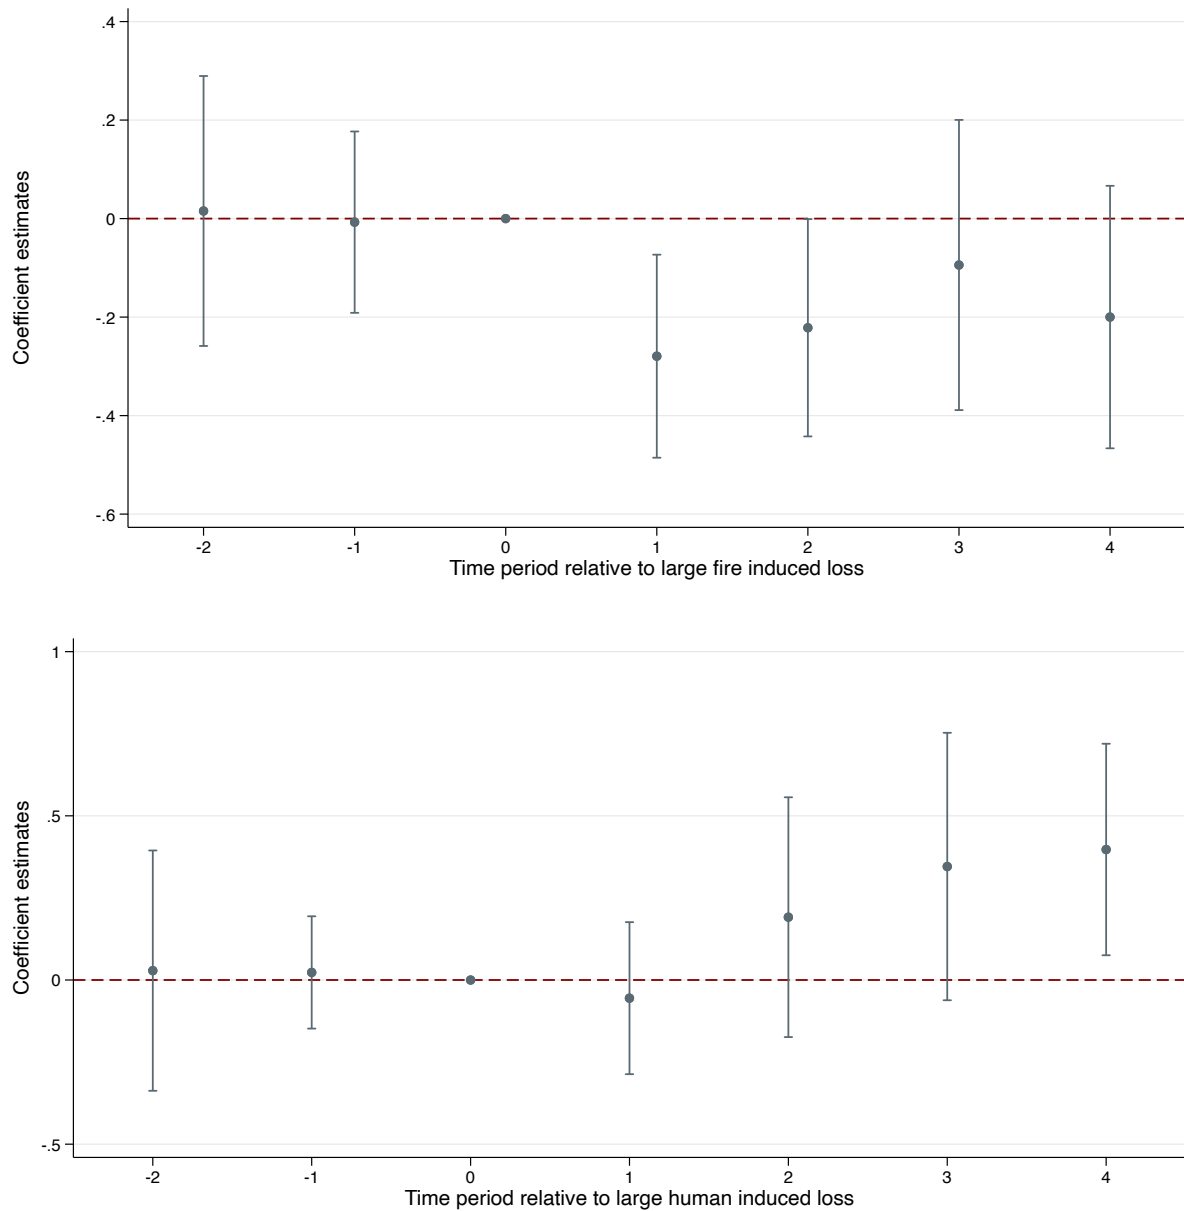 Coefficient estimates
.4
.2
0
-.2
-.4
-.6
-2 -1 0 1 2 3 4
Time period relative to large fire induced loss
Coefficient estimates
1
.5
0
-.5
-2 -1 0 1 2 3 4
Time period relative to large human induced loss